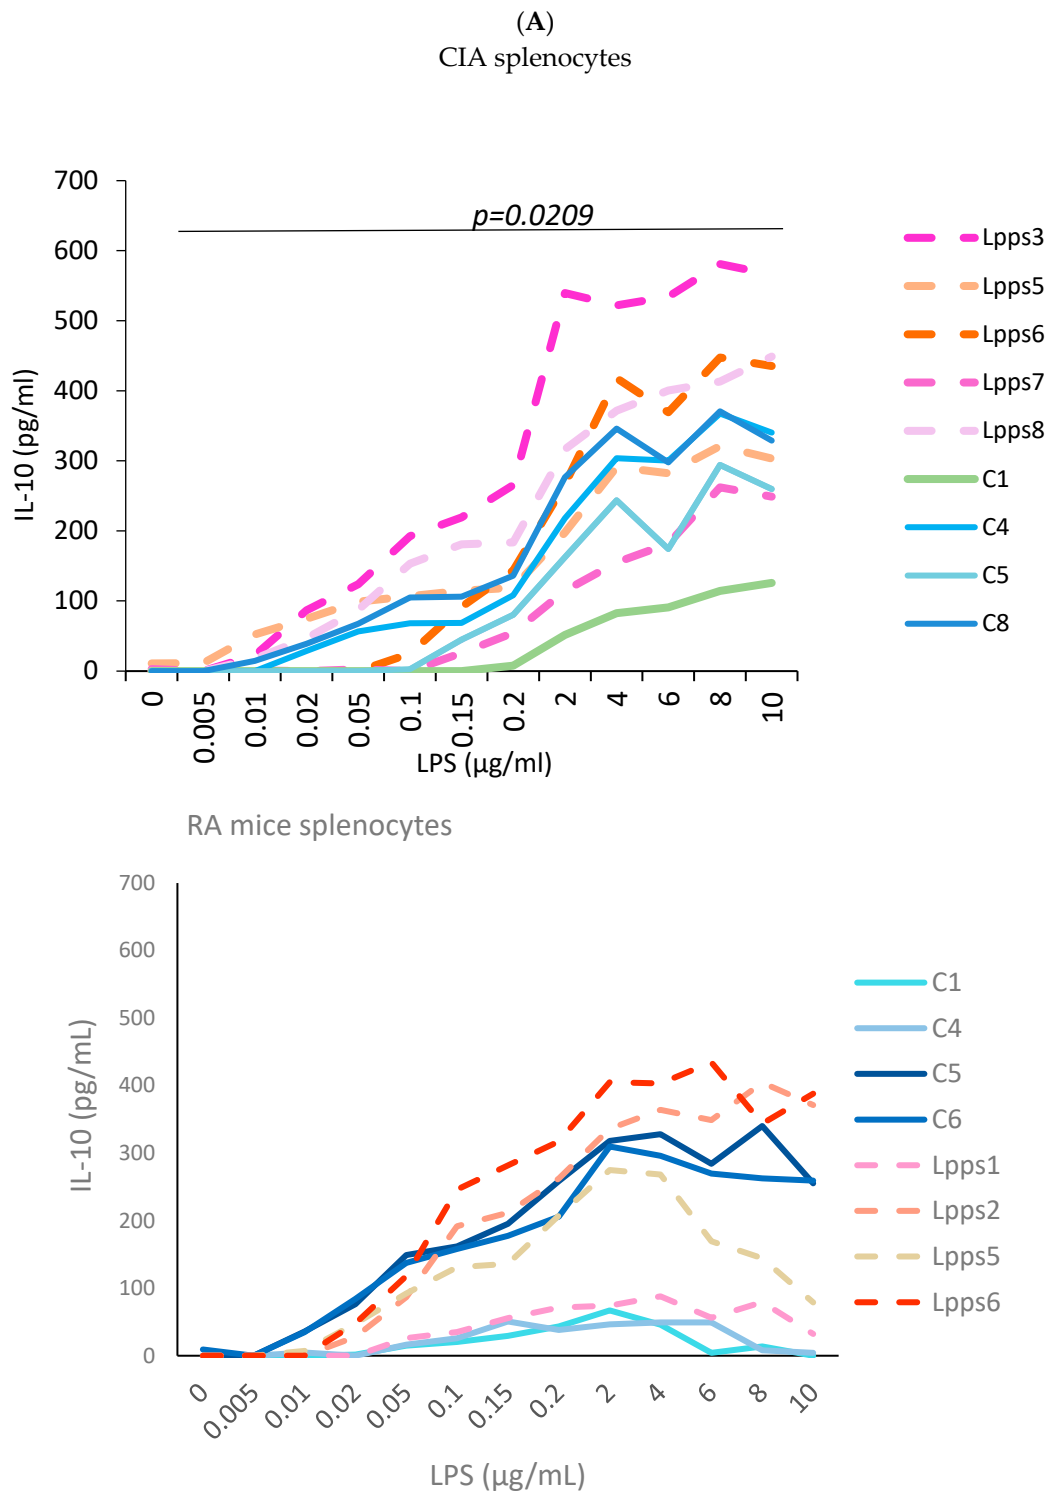 (A)
CIA splenocytes
700
600
500
400
300
200
100
0
IL-10 (pg/ml)
p=0.0209
0 0.005 0.01 0.02 0.05 0.1 0.15 0.2 2 4 6 8 10
LPS (µg/ml)
Lpps3
Lpps5
Lpps6
Lpps7
Lpps8
C1
C4
C5
C8
RA mice splenocytes
700
600
500
400
300
200
100
0
IL-10 (pg/mL)
0 0.005 0.01 0.02 0.05 0.1 0.15 0.2 2 4 6 8 10
LPS (µg/mL)
C1
C4
C5
C6
Lpps1
Lpps2
Lpps5
Lpps6